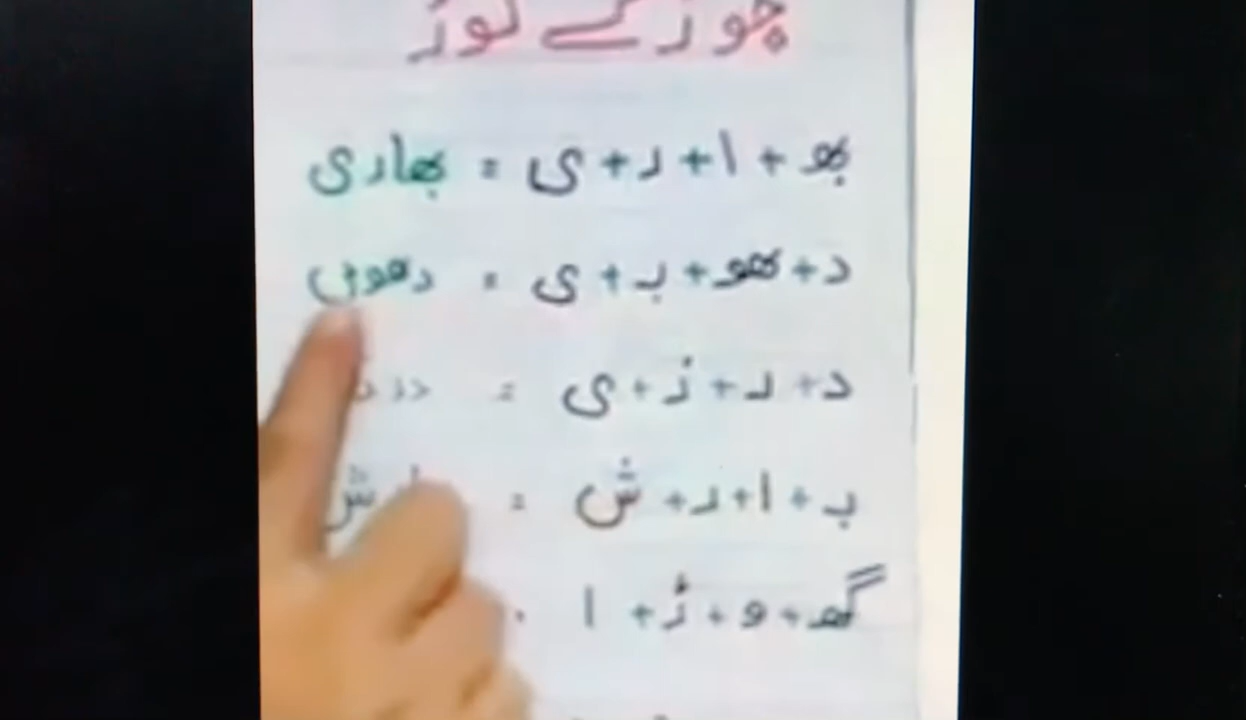 جوڑ کے توڑ
بھ + ا + ر + ی = بھاری
د + ھو + ب + ی = دھوبی
د + ر + ز + ی =
ب + ا + ر + ش =
گھ + و + ڑ + ا